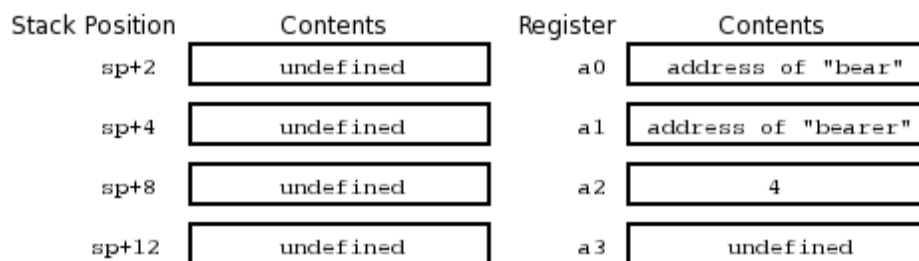 Stack Position Contents Register Contents
sp+2 undefined a0 address of "bear"
sp+4 undefined a1 address of "bearer"
sp+8 undefined a2 4
sp+12 undefined a3 undefined